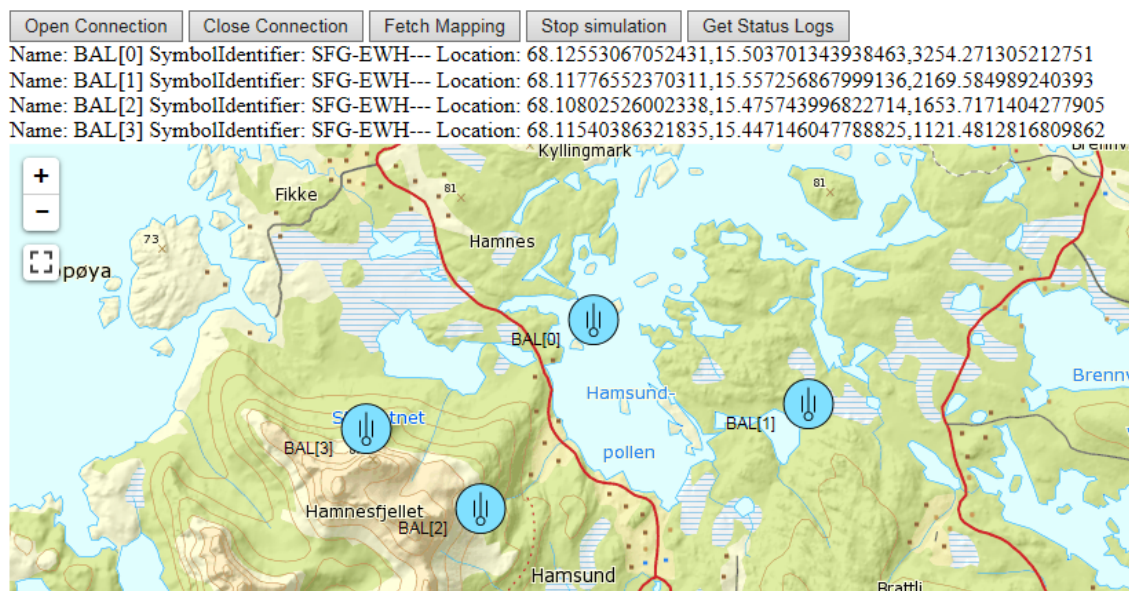 Open Connection Close Connection Fetch Mapping Stop simulation Get Status Logs
Name: BAL[0] SymbolIdentifier: SFG-EWH--- Location: 68.12553067052431,15.503701343938463,3254.271305212751
Name: BAL[1] SymbolIdentifier: SFG-EWH--- Location: 68.11776552370311,15.557256867999136,2169.584989240393
Name: BAL[2] SymbolIdentifier: SFG-EWH--- Location: 68.10802526002338,15.475743996822714,1653.7171404277905
Name: BAL[3] SymbolIdentifier: SFG-EWH--- Location: 68.11540386321835,15.447146047788825,1121.4812816809862
Kyllingmark
+
81
81
Fikke
−
73
Hamnes
BAL[0]
Hamsund-
BAL[1]
BAL[3]
pollen
Hamnesfjellet
BAL[2]
Hamsund
Brattli